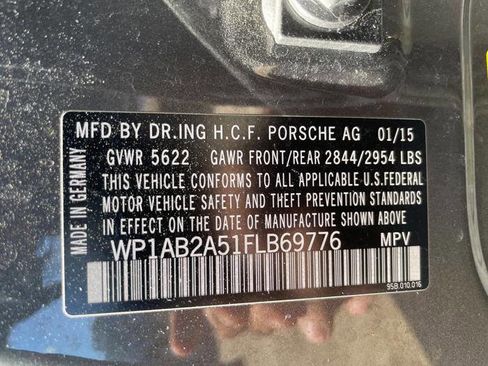 MFD BY DR.ING H.C.F. PORSCHE AG 01/15
GVWR 5622 GAWR FRONT/REAR 2844/2954 LBS
THIS VEHICLE CONFORMS TO ALL APPLICABLE U.S.FEDERAL
MOTOR VEHICLE SAFETY, BUMPER AND THEFT PREVENTION STANDARDS
IN EFFECT ON THE DATE OF MANUFACTURE SHOWN ABOVE.
WP1AB2A51FLB69776 MPV
95B.010.016
MADE IN GERMANY